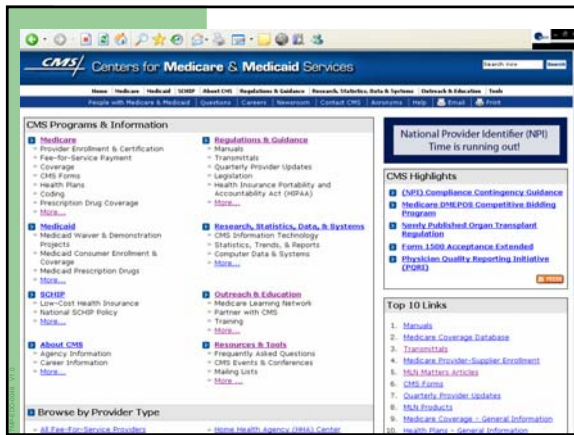 CMS/ Centers for Medicare & Medicaid Services
Search now Search
Home Medicare Medicaid SCHIP About CMS Regulations & Guidance Research, Statistics, Data & Systems Outreach & Education Tools
People with Medicare & Medicaid Questions Careers Newsroom Contact CMS Acronyms Help Email Print
CMS Programs & Information
Medicare
Provider Enrollment & Certification
Fee-for-Service Payment
Coverage
CMS Forms
Health Plans
Coding
Prescription Drug Coverage
More...
Medicaid
Medicaid Waiver & Demonstration
Projects
Medicaid Consumer Enrollment &
Coverage
Medicaid Prescription Drugs
More...
SCHIP
Low-Cost Health Insurance
National SCHIP Policy
More...
About CMS
Agency Information
Career Information
More...
Regulations & Guidance
Manuals
Transmittals
Quarterly Provider Updates
Legislation
Health Insurance Portability and
Accountability Act (HIPAA)
More...
Research, Statistics, Data, & Systems
CMS Information Technology
Statistics, Trends, & Reports
Computer Data & Systems
More...
Outreach & Education
Medicare Learning Network
Partner with CMS
Training
More...
Resources & Tools
Frequently Asked Questions
CMS Events & Conferences
Mailing Lists
More ...
Browse by Provider Type
All Fee-For-Service Providers
Home Health Agency (HHA) Center
National Provider Identifier (NPI)
Time is running out!
CMS Highlights
(NPI) Compliance Contingency Guidance
Medicare DMEPOS Competitive Bidding
Program
Newly Published Organ Transplant
Regulation
Form 1500 Acceptance Extended
Physician Quality Reporting Initiative
(PQRI)
Top 10 Links
1. Manuals
2. Medicare Coverage Database
3. Transmittals
4. Medicare Provider-Supplier Enrollment
5. MLN Matters Articles
6. CMS Forms
7. Quarterly Provider Updates
8. MLN Products
9. Medicare Coverage - General Information
10. Health Plans - General Information